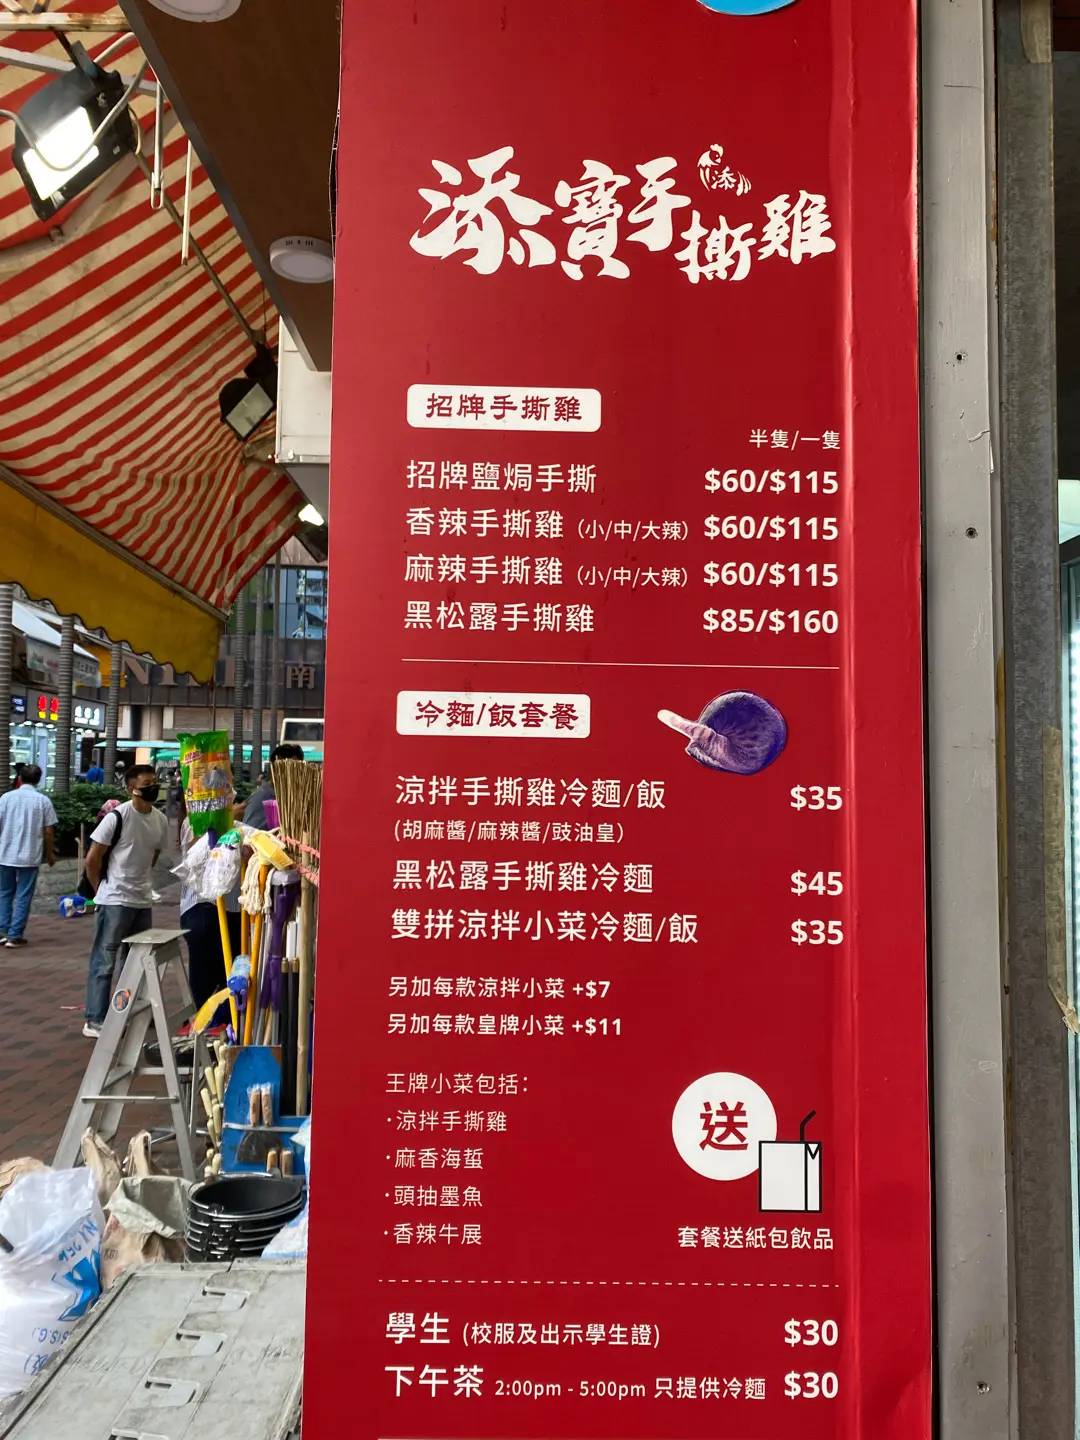 添寶手撕雞
添
招牌手撕雞
半隻/一隻
招牌鹽焗手撕 $60/$115
香辣手撕雞 (小/中/大辣) $60/$115
麻辣手撕雞 (小/中/大辣) $60/$115
黑松露手撕雞 $85/$160
冷麵/飯套餐
涼拌手撕雞冷麵/飯 $35
(胡麻醬/麻辣醬/豉油皇)
黑松露手撕雞冷麵 $45
雙拼涼拌小菜冷麵/飯 $35
另加每款涼拌小菜 +$7
另加每款皇牌小菜 +$11
王牌小菜包括:
·涼拌手撕雞
·麻香海蜇
·頭抽墨魚
·香辣牛展
送
套餐送紙包飲品
學生 (校服及出示學生證) $30
下午茶 2:00pm - 5:00pm 只提供冷麵 $30
南